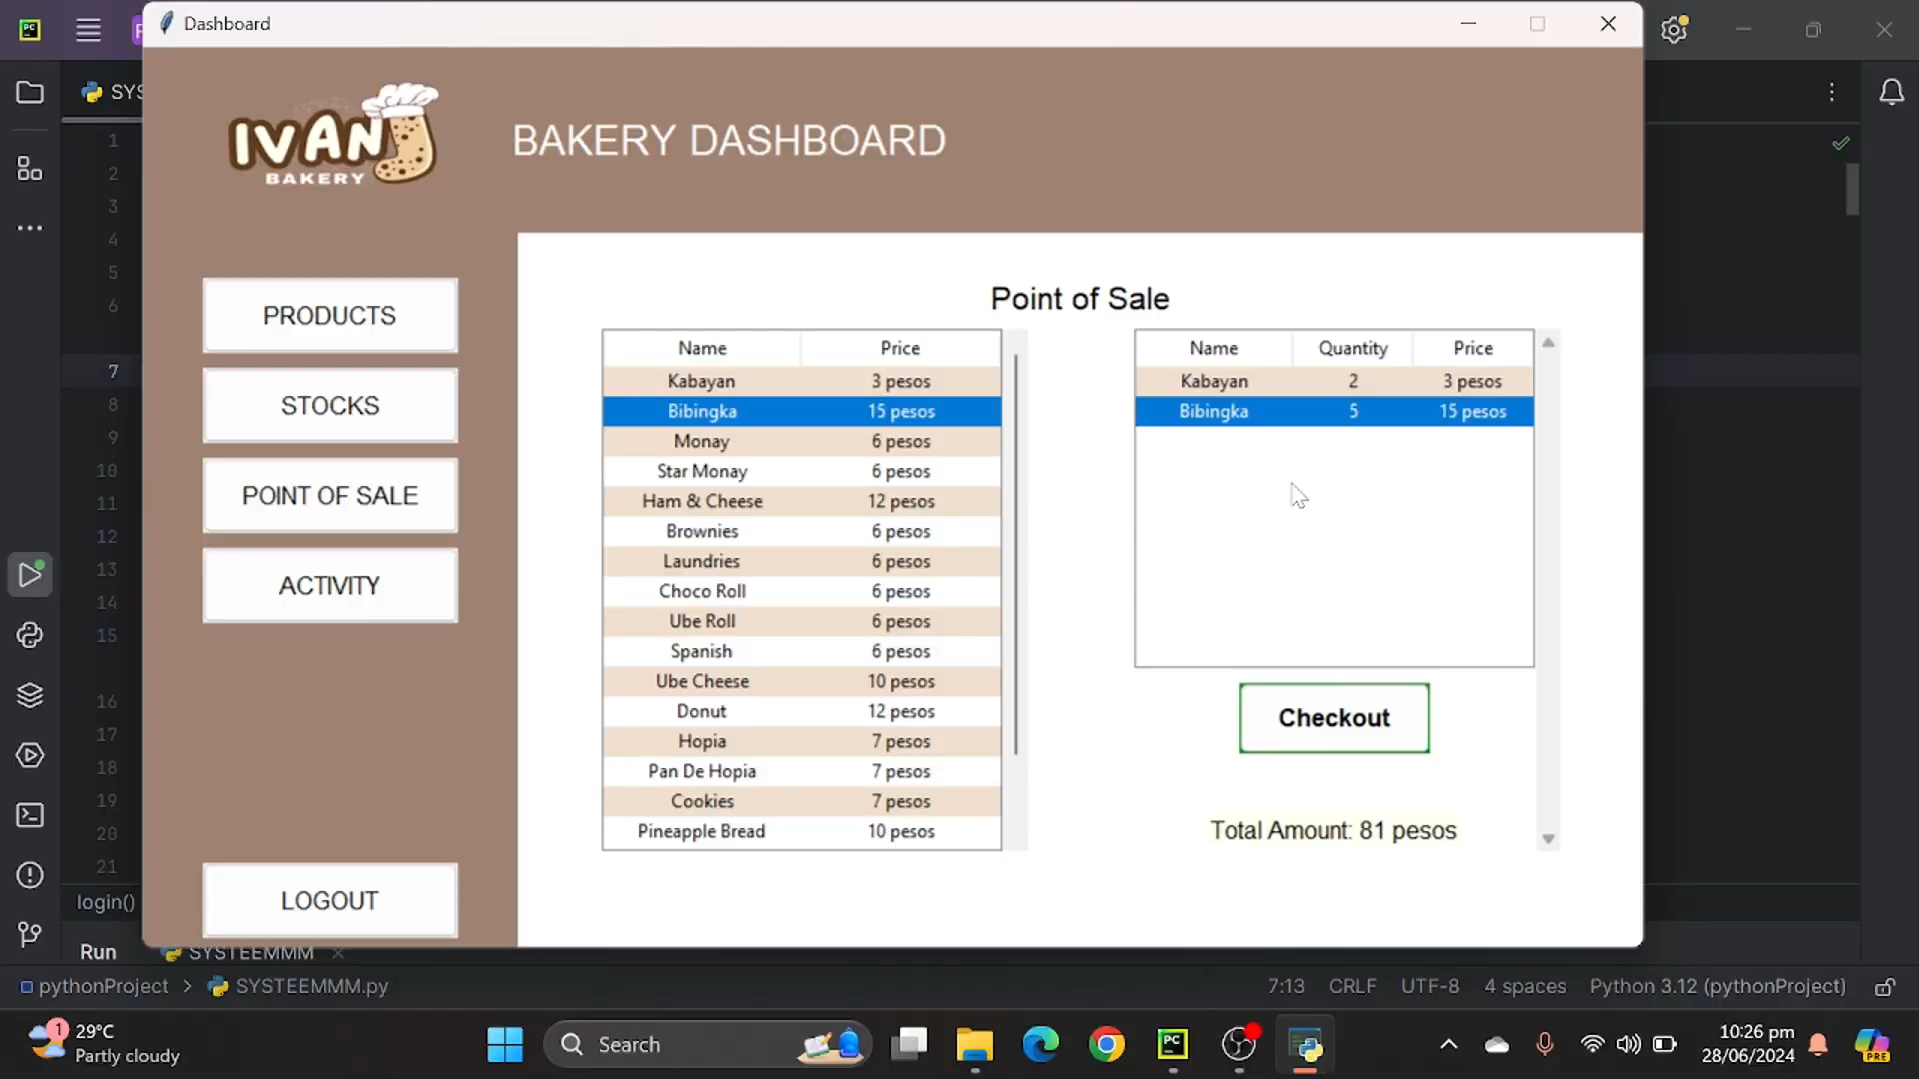 Dashboard
SYS
IVAN
BAKERY
BAKERY DASHBOARD
PRODUCTS
STOCKS
POINT OF SALE
ACTIVITY
LOGOUT
Point of Sale
Name Price
Kabayan 3 pesos
Bibingka 15 pesos
Monay 6 pesos
Star Monay 6 pesos
Ham & Cheese 12 pesos
Brownies 6 pesos
Laundries 6 pesos
Choco Roll 6 pesos
Ube Roll 6 pesos
Spanish 6 pesos
Ube Cheese 10 pesos
Donut 12 pesos
Hopia 7 pesos
Pan De Hopia 7 pesos
Cookies 7 pesos
Pineapple Bread 10 pesos
Name Quantity Price
Kabayan 2 3 pesos
Bibingka 5 15 pesos
Checkout
Total Amount: 81 pesos
1
2
3
4
5
6
7
8
9
10
11
12
13
14
15
16
17
18
19
20
21
login()
Run SYSTEEMMM
pythonProject > SYSTEEMMM.py 7:13 CRLF UTF-8 4 spaces Python 3.12 (pythonProject)
1 29°C
Partly cloudy
Search
PC
PC
PRE
10:26 pm
28/06/2024